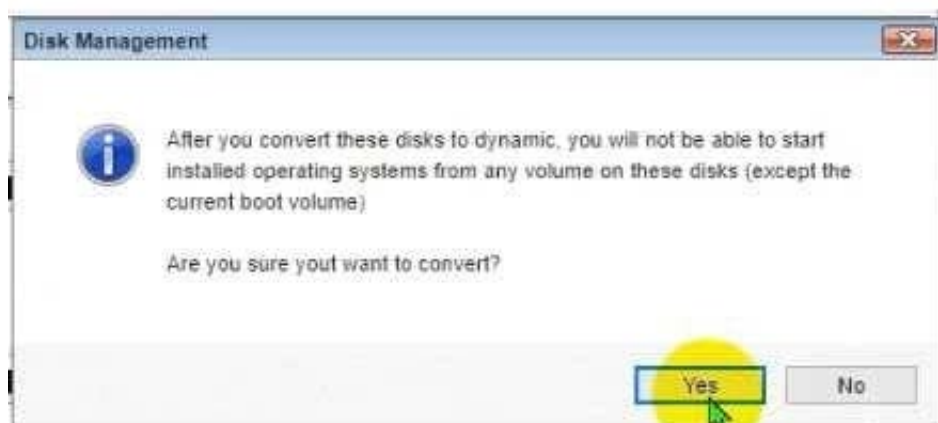 Disk Management
After you convert these disks to dynamic, you will not be able to start
installed operating systems from any volume on these disks (except the
current boot volume)
Are you sure yout want to convert?
Yes
No